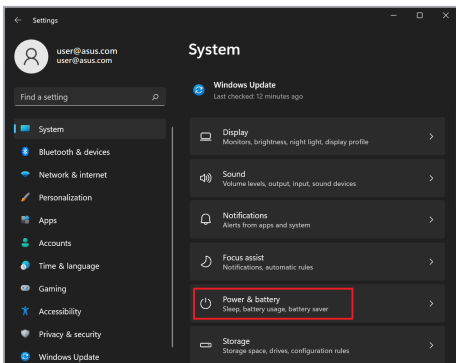 Settings
user@asus.com
user@asus.com
Find a setting
System
Bluetooth & devices
Network & internet
Personalization
Apps
Accounts
Time & language
Gaming
Accessibility
Privacy & security
Windows Update
System
Windows Update
Last checked: 12 minutes ago
Display
Monitors, brightness, night light, display profile
Sound
Volume levels, output, input, sound devices
Notifications
Alerts from apps and system
Focus assist
Notifications, automatic rules
Power & battery
Sleep, battery usage, battery saver
Storage
Storage space, drives, configuration rules